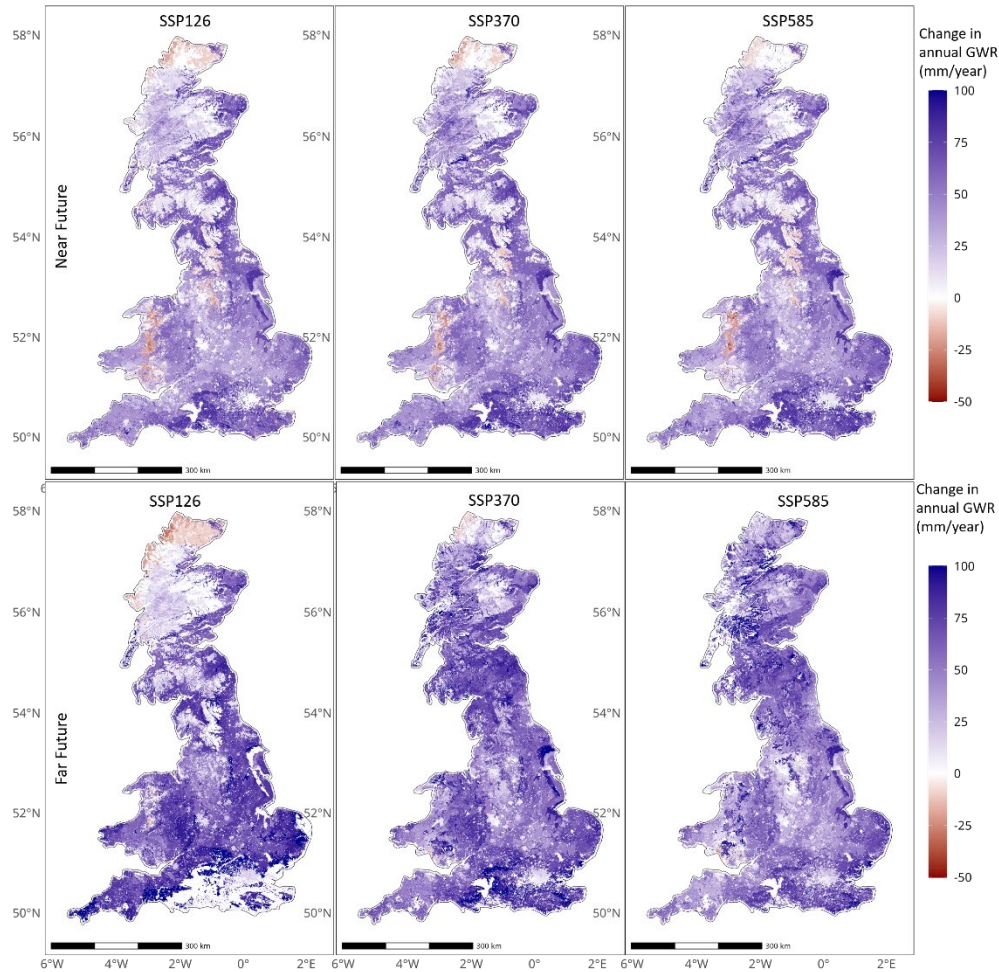 SSP126
SSP370
SSP585
58°N
58°N
58°N
Change in
annual GWR
(mm/year)
100
75
50
25
0
-25
-50
56°N
56°N
56°N
54°N
54°N
54°N
52°N
52°N
52°N
50°N
50°N
50°N
Near Future
300 km
300 km
300 km
SSP126
SSP370
SSP585
58°N
58°N
58°N
Change in
annual GWR
(mm/year)
100
75
50
25
0
-25
-50
56°N
56°N
56°N
54°N
54°N
54°N
52°N
52°N
52°N
50°N
50°N
50°N
Far Future
300 km
300 km
300 km
6°W 4°W 2°W 0° 2°E
6°W 4°W 2°W 0° 2°E
6°W 4°W 2°W 0° 2°E